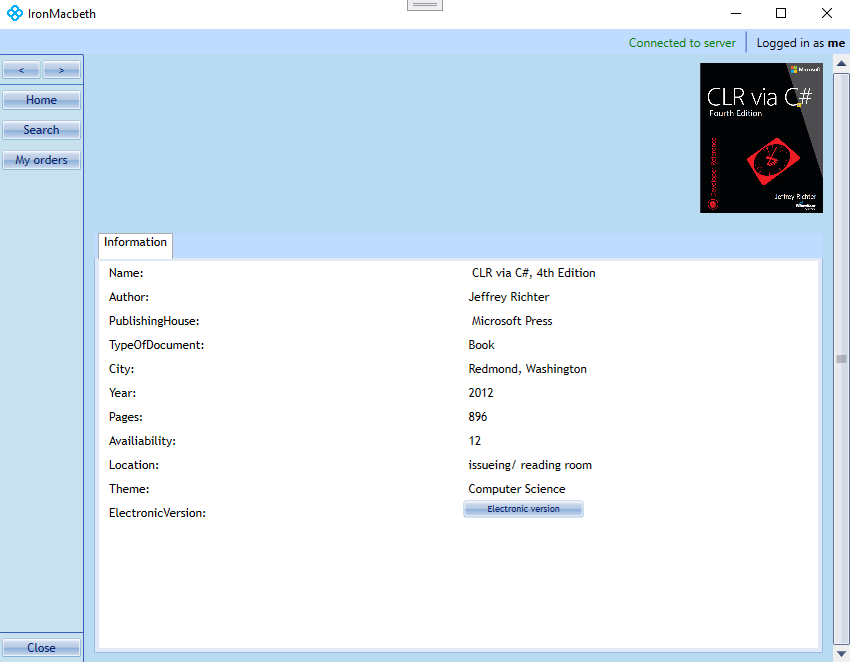 IronMacbeth
Connected to server
Logged in as me
< >
Home
Search
My orders
Microsoft
CLR via C#
Fourth Edition
Developer Reference
Jeffrey Richter
Information
Name: CLR via C#, 4th Edition
Author: Jeffrey Richter
PublishingHouse: Microsoft Press
TypeOfDocument: Book
City: Redmond, Washington
Year: 2012
Pages: 896
Availiability: 12
Location: issueing/ reading room
Theme: Computer Science
ElectronicVersion: Electronic version
Close